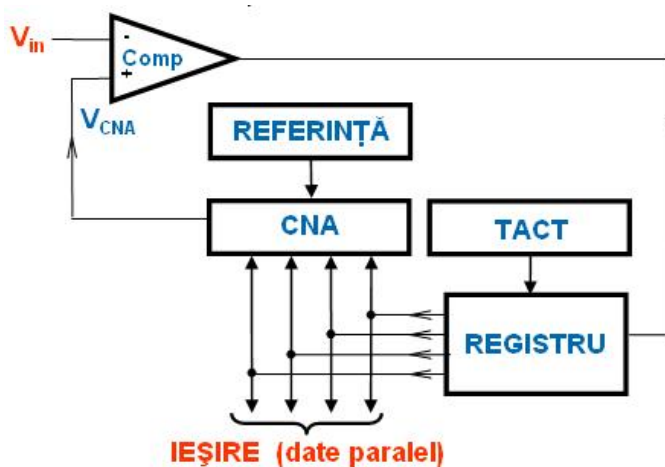 Vin
-
Comp
+
VCNA
REFERINȚĂ
CNA
TACT
REGISTRU
IEŞIRE (date paralel)